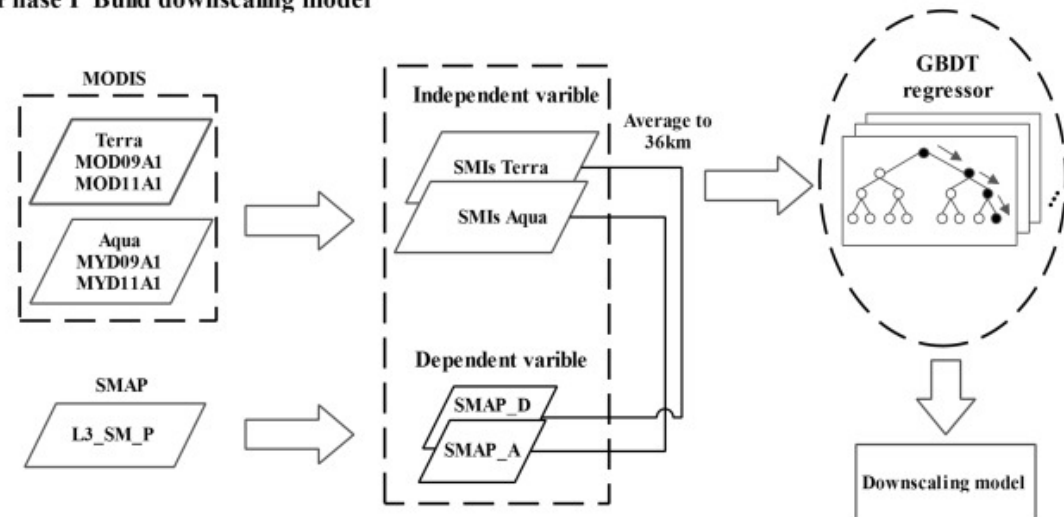 Phase I Build downscaling model
MODIS
Terra
MOD09A1
MOD11A1
Aqua
MYD09A1
MYD11A1
SMAP
L3_SM_P
Independent varible
SMIs Terra
SMIs Aqua
Dependent varible
SMAP_D
SMAP_A
Average to
36km
GBDT
regressor
...
Downscaling model